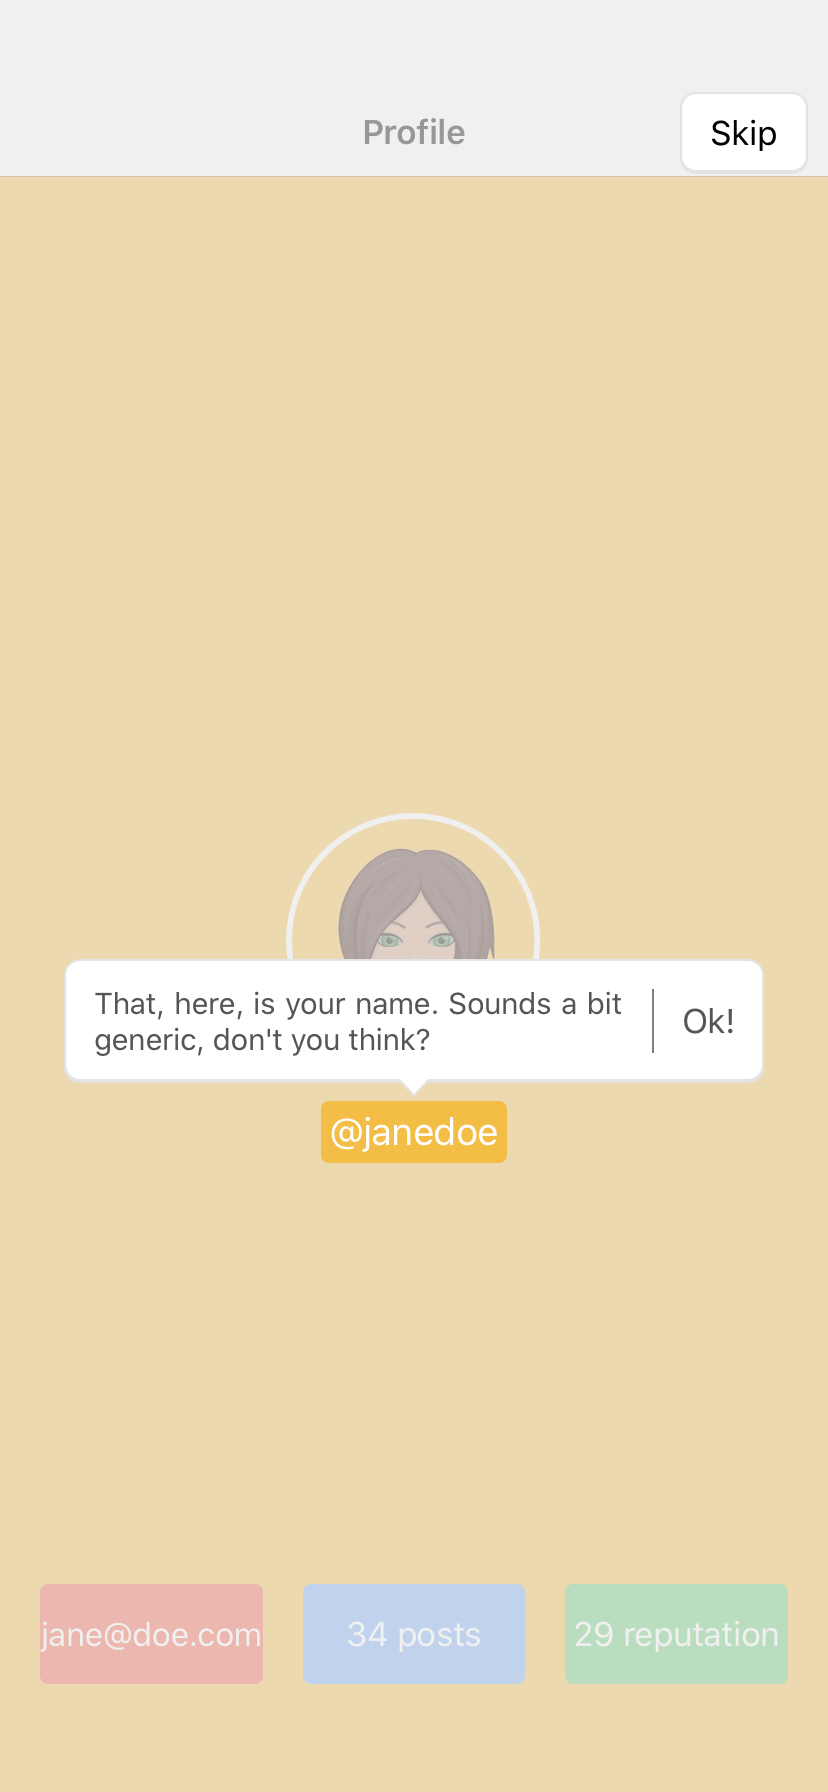 Profile
Skip
That, here, is your name. Sounds a bit
generic, don't you think?
Ok!
@janedoe
jane@doe.com
34 posts
29 reputation